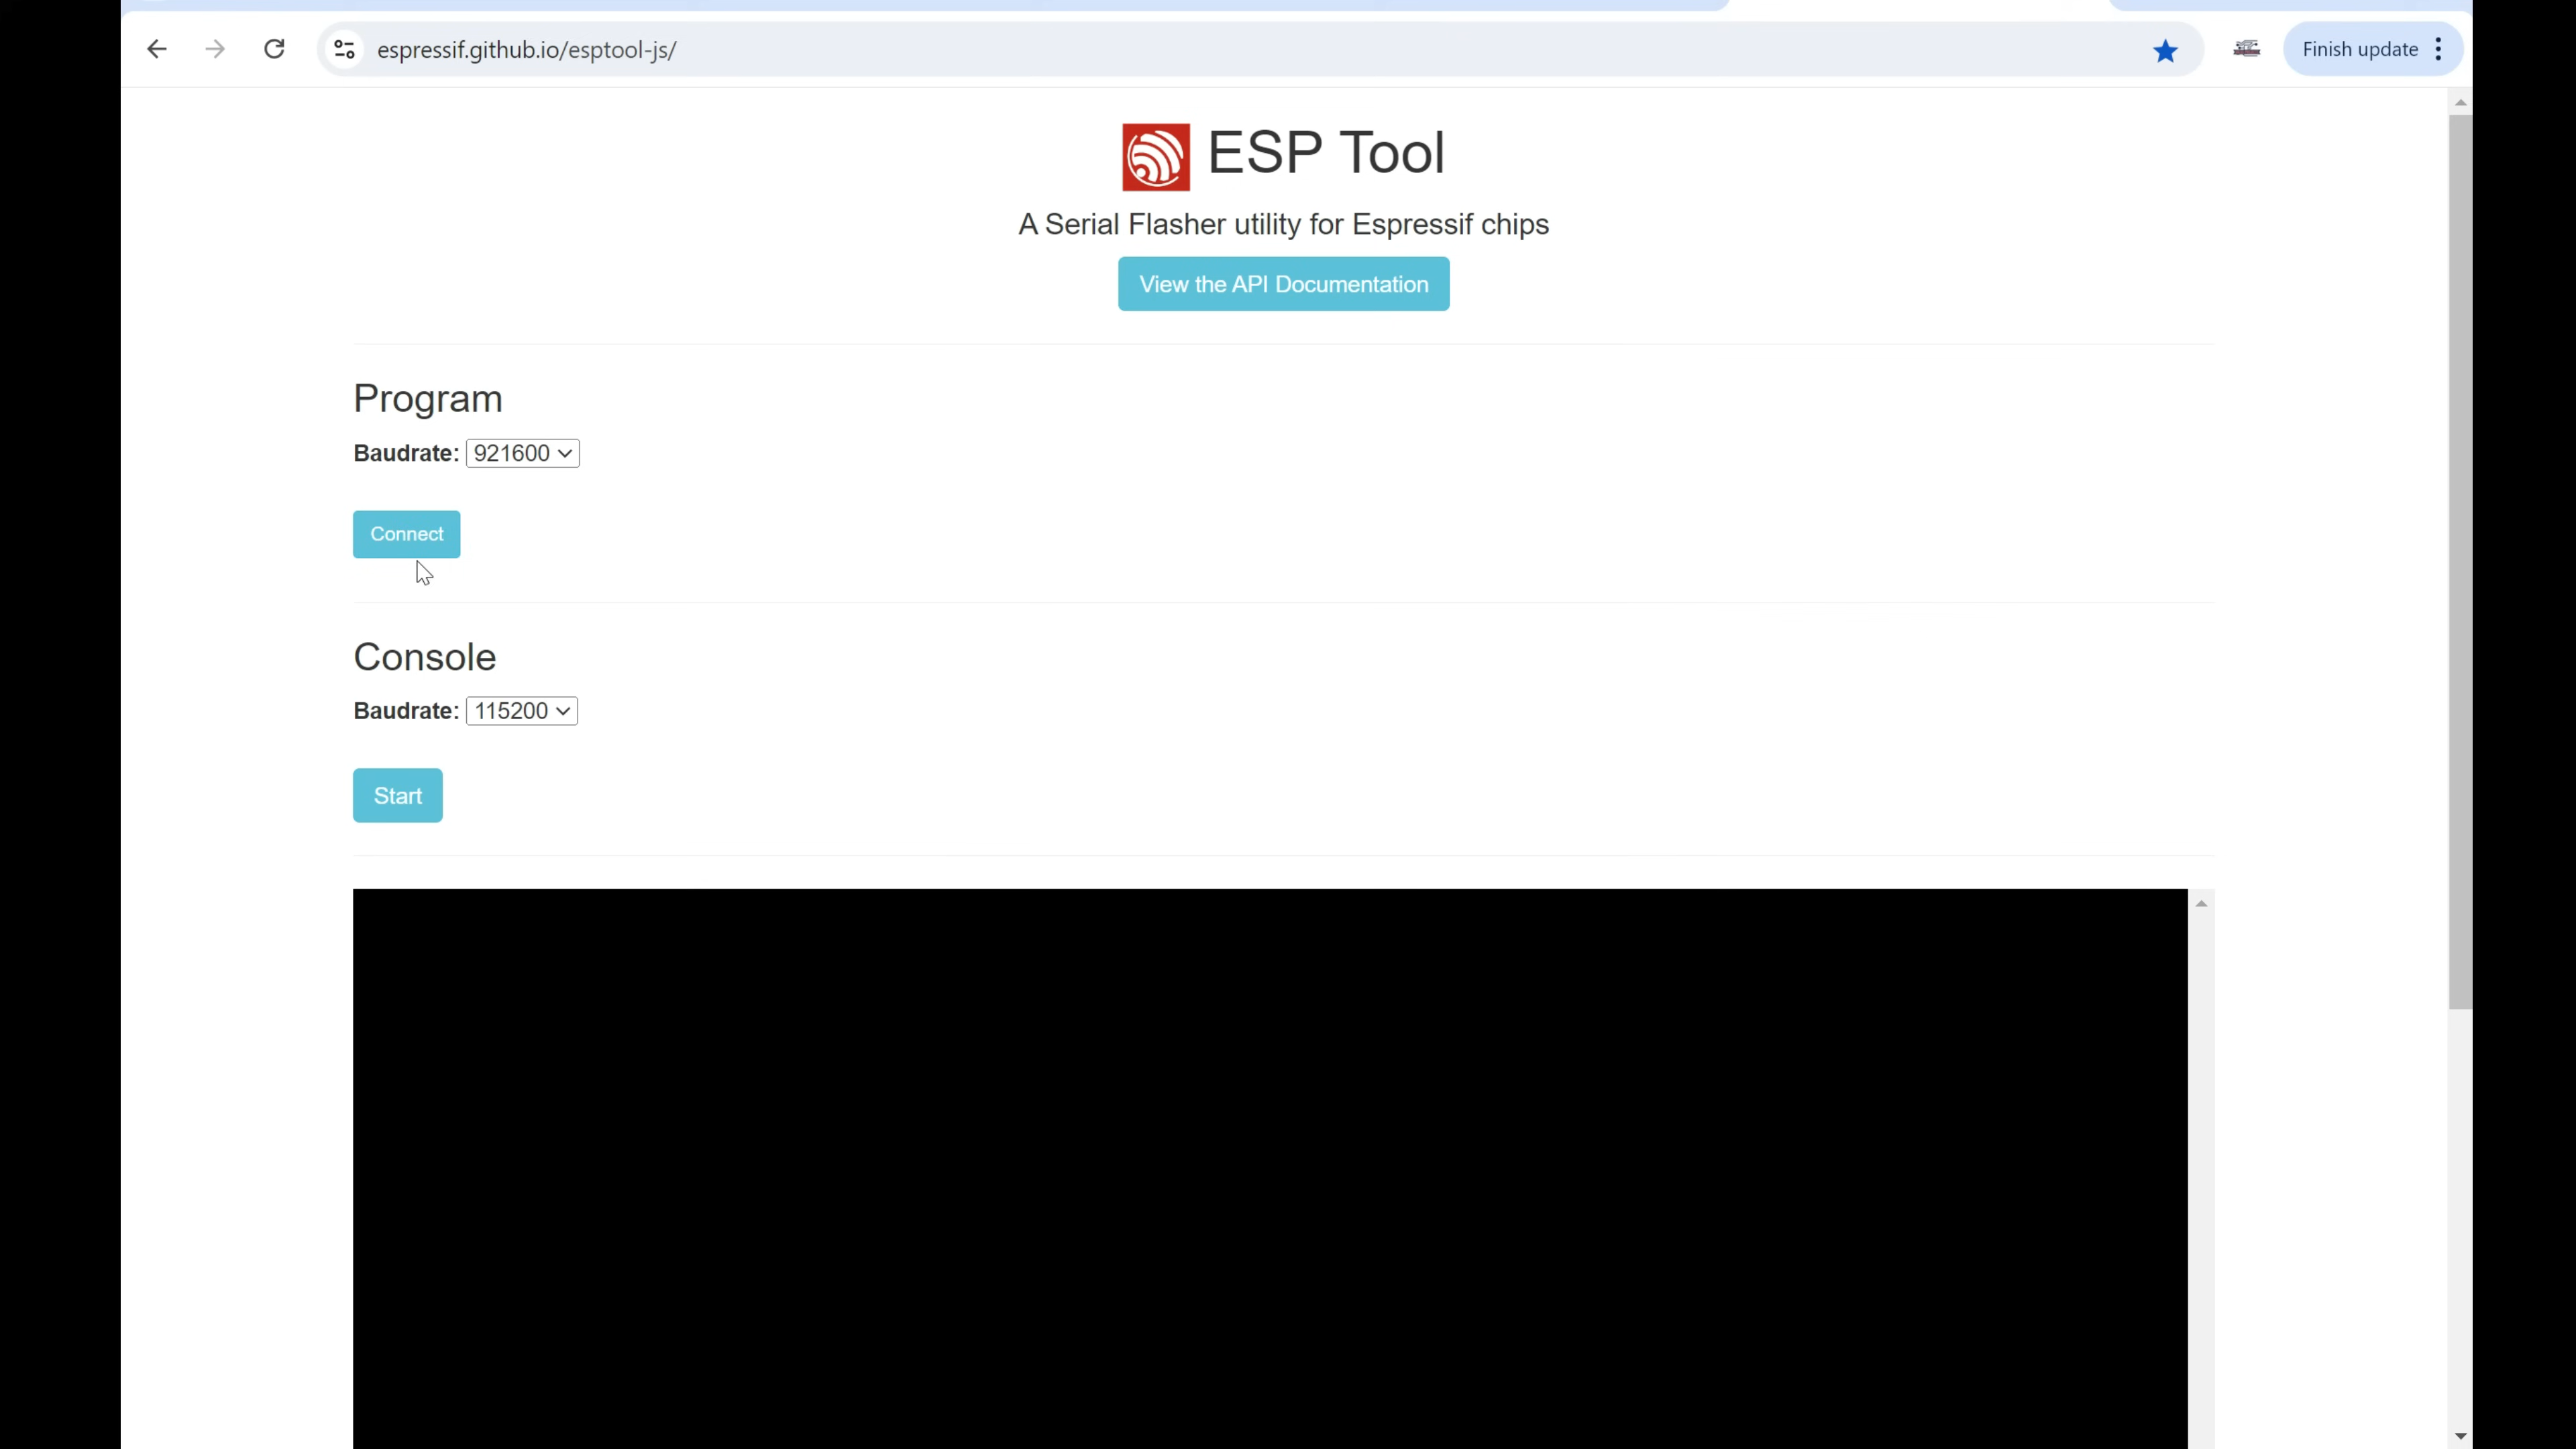 espressif.github.io/esptool-js/
Finish update
ESP Tool
A Serial Flasher utility for Espressif chips
View the API Documentation
Program
Baudrate: 921600
Connect
Console
Baudrate: 115200
Start